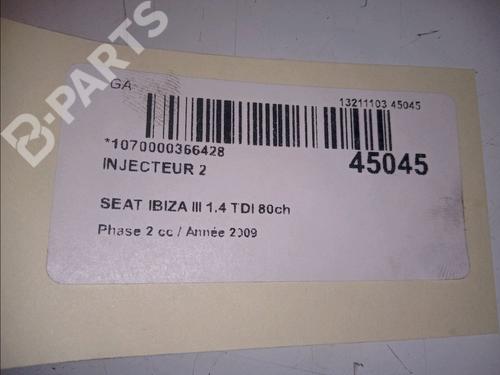 B-PARTS
GA
13211103 45045
*1070000366428
45045
INJECTEUR 2
SEAT IBIZA III 1.4 TDI 80ch
Phase 2 cc / Année 2009